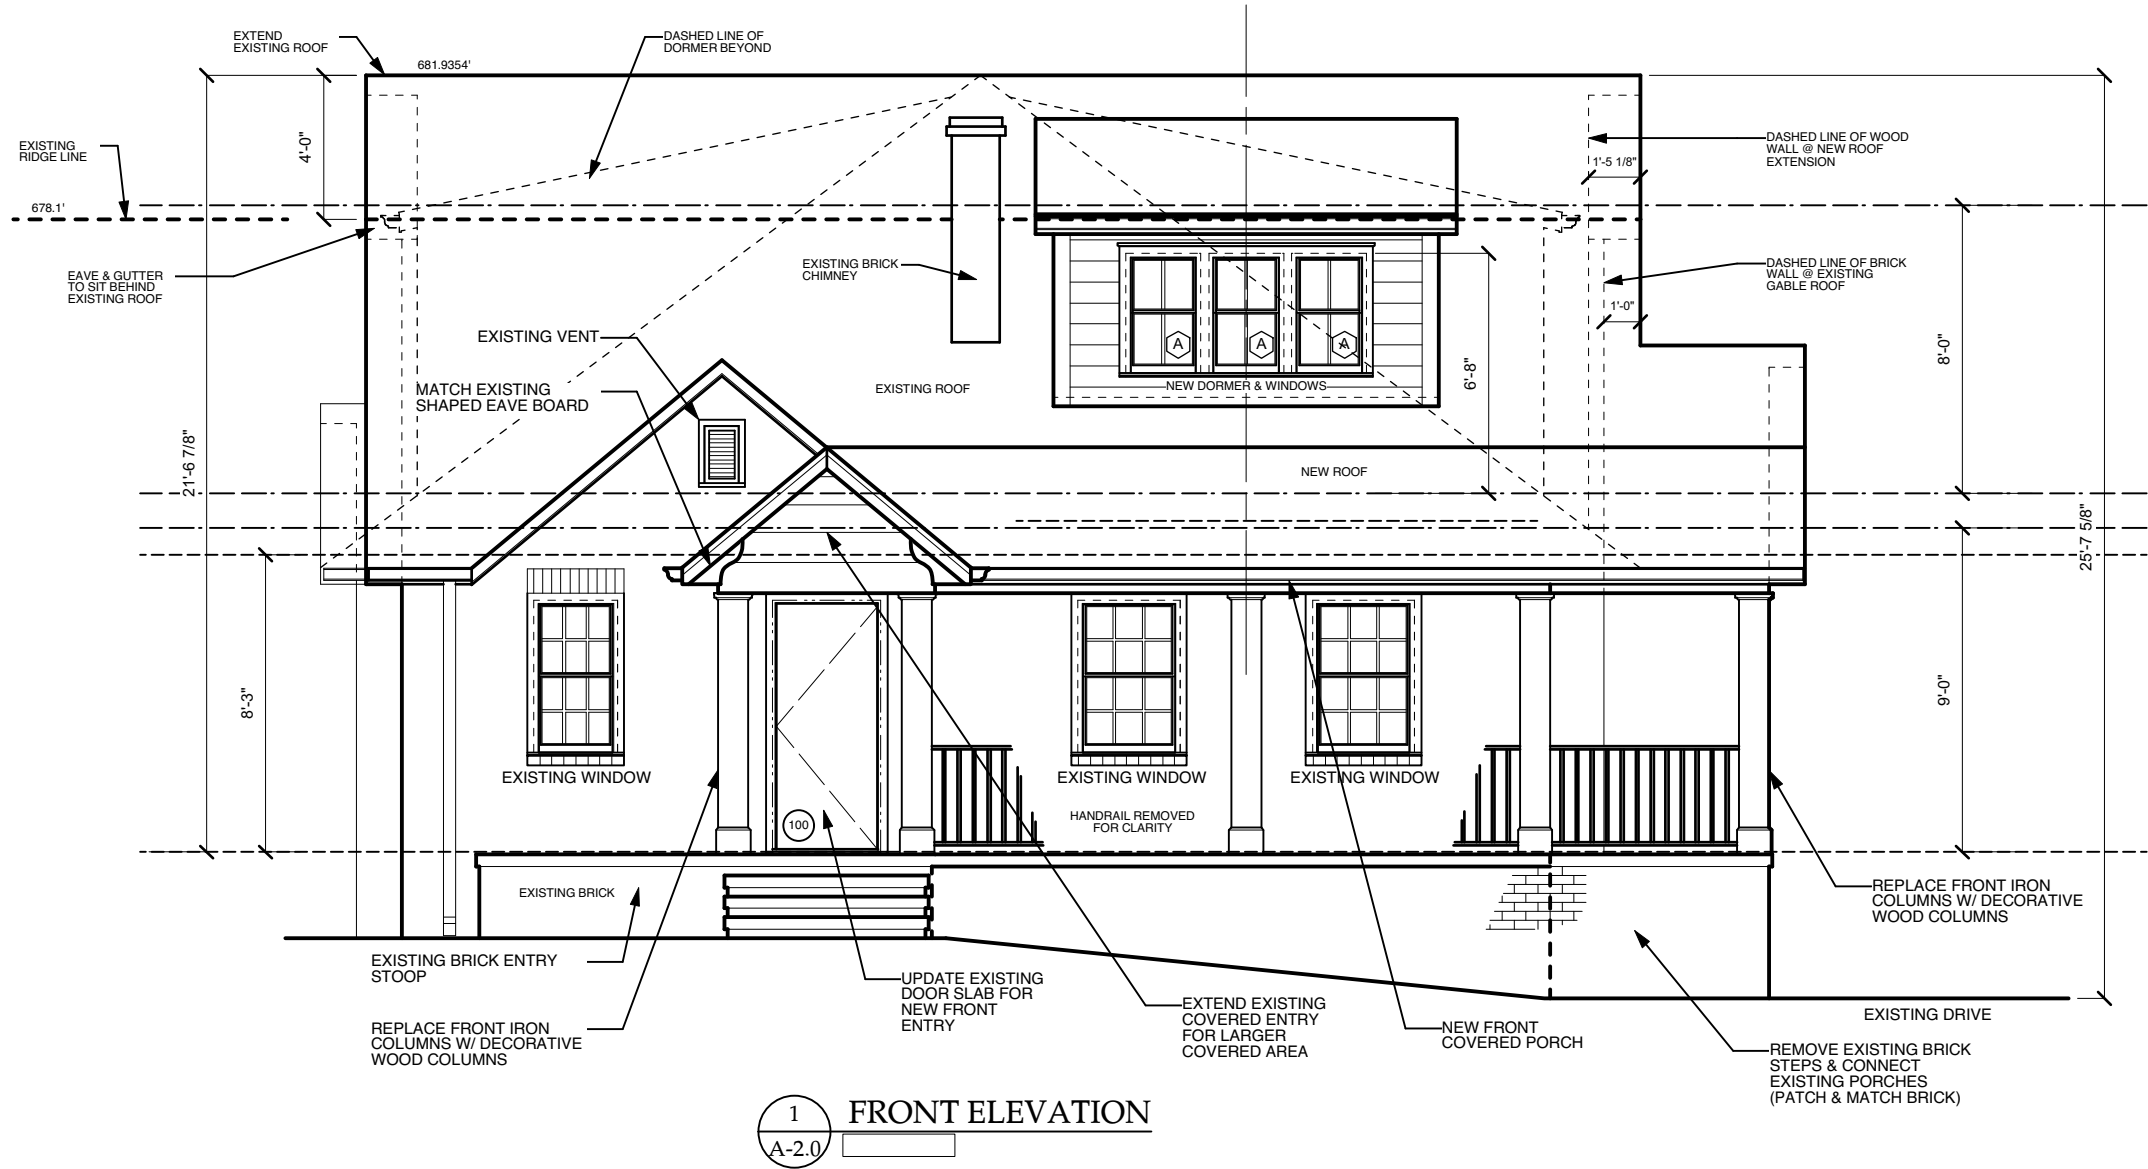 EXTEND
EXISTING ROOF
681.9354'
DASHED LINE OF
DORMER BEYOND
EXISTING
RIDGE LINE
4'-0"
678.1'
DASHED LINE OF WOOD
WALL @ NEW ROOF
EXTENSION
1'-5 1/8"
EAVE & GUTTER
TO SIT BEHIND
EXISTING ROOF
EXISTING BRICK
CHIMNEY
DASHED LINE OF BRICK
WALL @ EXISTING
GABLE ROOF
1'-0"
EXISTING VENT
A
A
A
8'-0"
6'-8"
MATCH EXISTING
SHAPED EAVE BOARD
EXISTING ROOF
NEW DORMER & WINDOWS
21'-6 7/8"
NEW ROOF
25'-7 5/8"
8'-3"
9'-0"
EXISTING WINDOW
EXISTING WINDOW
EXISTING WINDOW
100
HANDRAIL REMOVED
FOR CLARITY
EXISTING BRICK
REPLACE FRONT IRON
COLUMNS W/ DECORATIVE
WOOD COLUMNS
EXISTING BRICK ENTRY
STOOP
UPDATE EXISTING
DOOR SLAB FOR
NEW FRONT
ENTRY
EXTEND EXISTING
COVERED ENTRY
FOR LARGER
COVERED AREA
NEW FRONT
COVERED PORCH
EXISTING DRIVE
REPLACE FRONT IRON
COLUMNS W/ DECORATIVE
WOOD COLUMNS
REMOVE EXISTING BRICK
STEPS & CONNECT
EXISTING PORCHES
(PATCH & MATCH BRICK)
1
FRONT ELEVATION
A-2.0